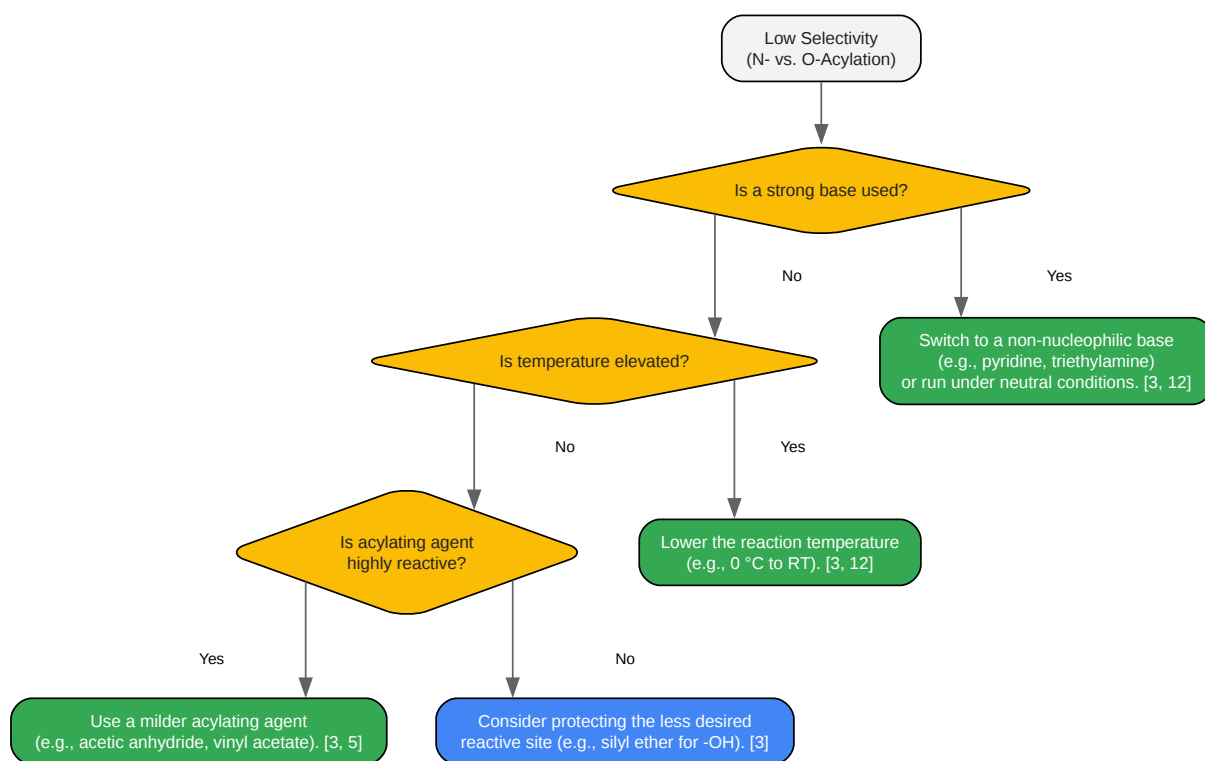 Low Selectivity
(N- vs. O-Acylation)
Is a strong base used?
No
Yes
Switch to a non-nucleophilic base
(e.g., pyridine, triethylamine)
or run under neutral conditions. [3, 12]
Is temperature elevated?
No
Yes
Lower the reaction temperature
(e.g., 0 °C to RT). [3, 12]
Is acylating agent
highly reactive?
Yes
No
Use a milder acylating agent
(e.g., acetic anhydride, vinyl acetate). [3, 5]
Consider protecting the less desired
reactive site (e.g., silyl ether for -OH). [3]